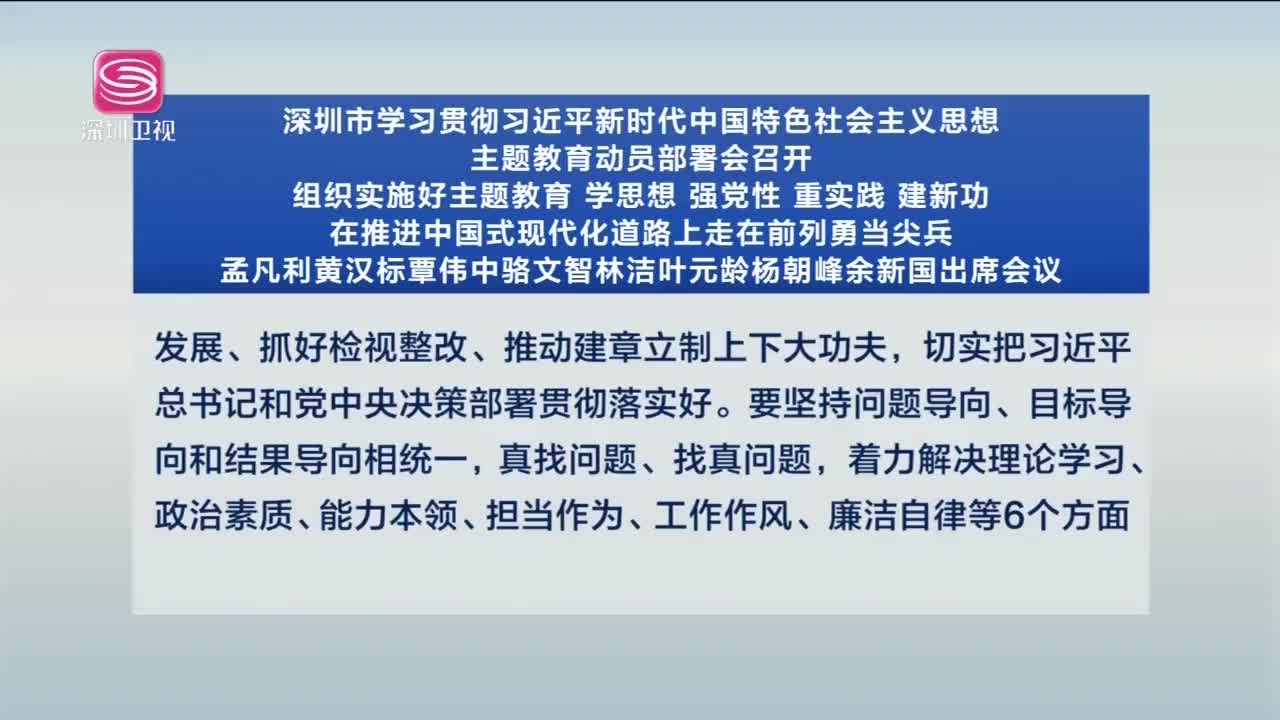 深圳卫视
深圳市学习贯彻习近平新时代中国特色社会主义思想
主题教育动员部署会召开
组织实施好主题教育 学思想 强党性 重实践 建新功
在推进中国式现代化道路上走在前列勇当尖兵
孟凡利黄汉标覃伟中骆文智林洁叶元龄杨朝峰余新国出席会议
发展、抓好检视整改、推动建章立制上下大功夫，切实把习近平
总书记和党中央决策部署贯彻落实好。要坚持问题导向、目标导
向和结果导向相统一，真找问题、找真问题，着力解决理论学习、
政治素质、能力本领、担当作为、工作作风、廉洁自律等6个方面